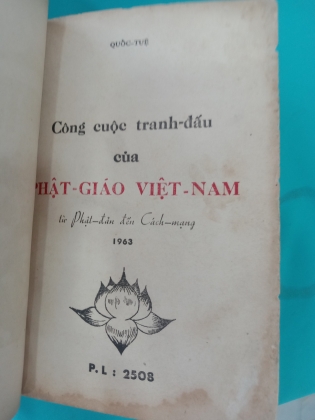 QUỐC-TUỆ
Công cuộc tranh-đấu
của
PHẬT-GIÁO VIỆT-NAM
từ Phật-đản đến Cách-mạng
1963
P.L : 2508